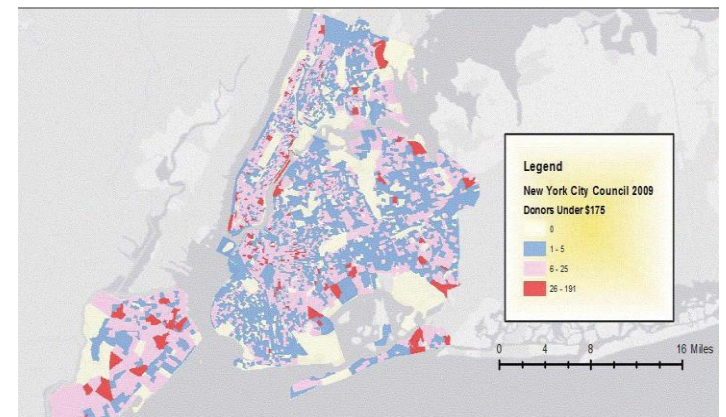 Legend
New York City Council 2009
Donors Under $175
0
1 - 5
6 - 25
26 - 191
0 4 8 16 Miles